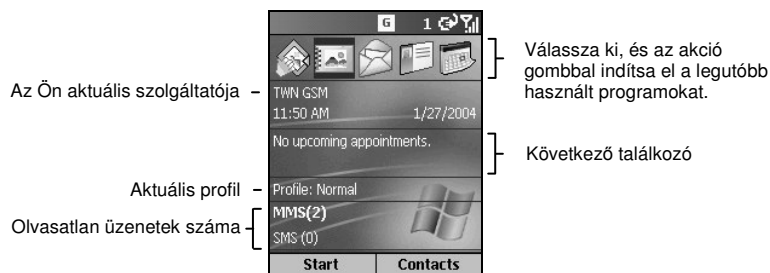 G 1
Válassza ki, és az akció
gombbal indítsa el a legutóbb
használt programokat.
Az Ön aktuális szolgáltatója
TWN GSM
11:50 AM 1/27/2004
No upcoming appointments.
Következő találkozó
Aktuális profil
Profile: Normal
Olvasatlan üzenetek száma
MMS(2)
SMS (0)
Start Contacts